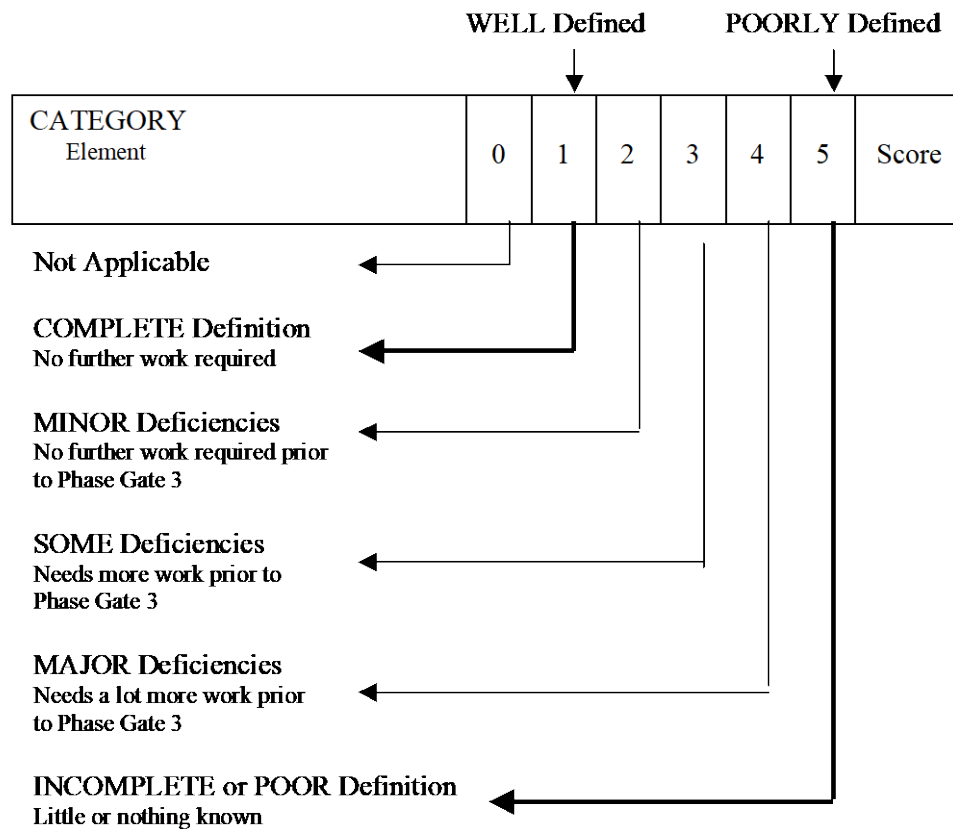 WELL Defined POORLY Defined
CATEGORY
Element
0 1 2 3 4 5 Score
Not Applicable
COMPLETE Definition
No further work required
MINOR Deficiencies
No further work required prior
to Phase Gate 3
SOME Deficiencies
Needs more work prior to
Phase Gate 3
MAJOR Deficiencies
Needs a lot more work prior
to Phase Gate 3
INCOMPLETE or POOR Definition
Little or nothing known